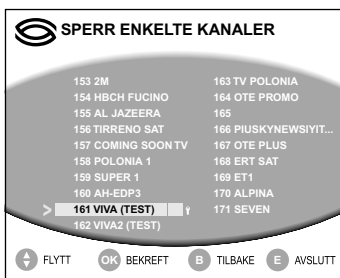 SPERR ENKELTE KANALER
153 2M
154 HBCH FUCINO
155 AL JAZEERA
156 TIRRENO SAT
157 COMING SOON TV
158 POLONIA 1
159 SUPER 1
160 AH-EDP3
> 161 VIVA (TEST)
162 VIVA2 (TEST)
163 TV POLONIA
164 OTE PROMO
165
166 PIUSKYNEWSIYIT...
167 OTE PLUS
168 ERT SAT
169 ET1
170 ALPINA
171 SEVEN
FLYTT OK BEKREFT B TILBAKE E AVSLUTT